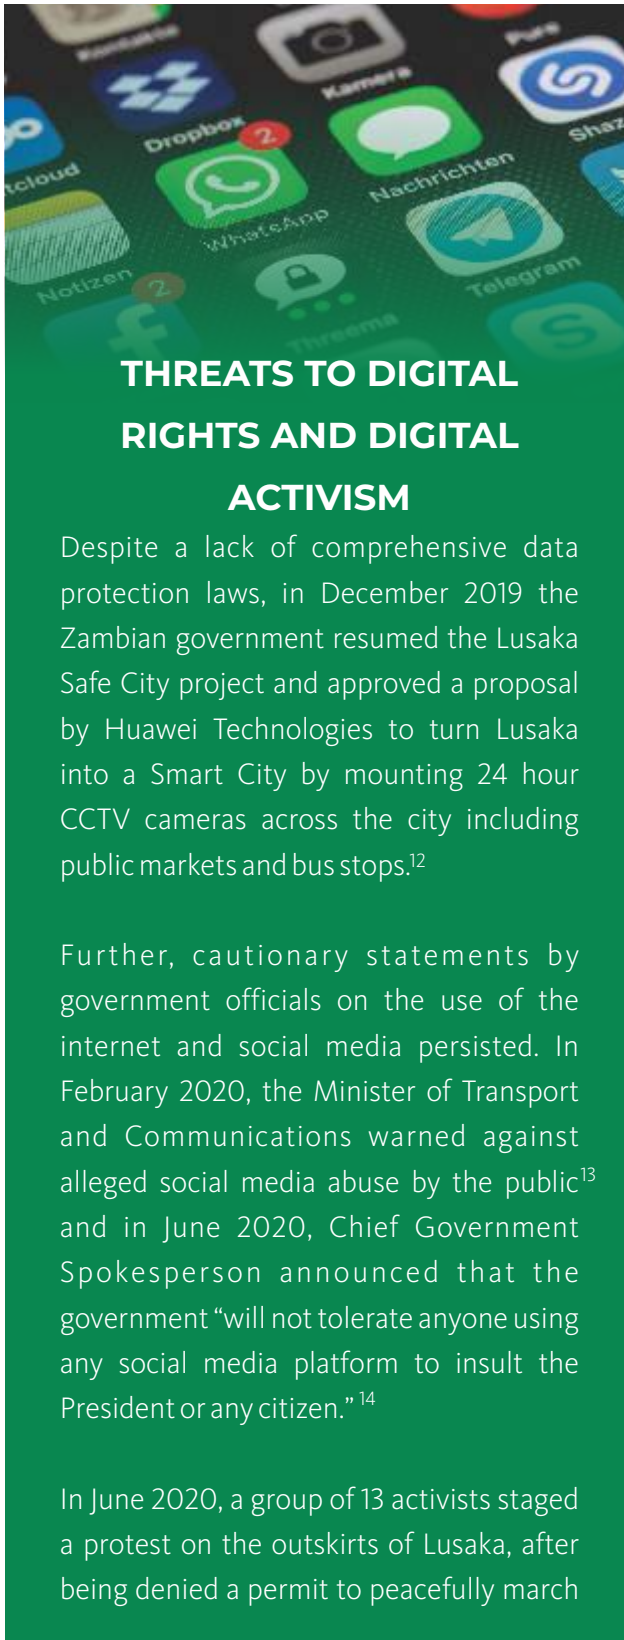 Kontakte
Pure
Kamera
Dropbox
2
Shaz
tcloud
Nachrichten
WhatsApp
Notizen
2
Telegram
Threema
THREATS TO DIGITAL
RIGHTS AND DIGITAL
ACTIVISM
Despite a lack of comprehensive data
protection laws, in December 2019 the
Zambian government resumed the Lusaka
Safe City project and approved a proposal
by Huawei Technologies to turn Lusaka
into a Smart City by mounting 24 hour
CCTV cameras across the city including
public markets and bus stops.¹²
Further, cautionary statements by
government officials on the use of the
internet and social media persisted. In
February 2020, the Minister of Transport
and Communications warned against
alleged social media abuse by the public¹³
and in June 2020, Chief Government
Spokesperson announced that the
government “will not tolerate anyone using
any social media platform to insult the
President or any citizen.” ¹⁴
In June 2020, a group of 13 activists staged
a protest on the outskirts of Lusaka, after
being denied a permit to peacefully march